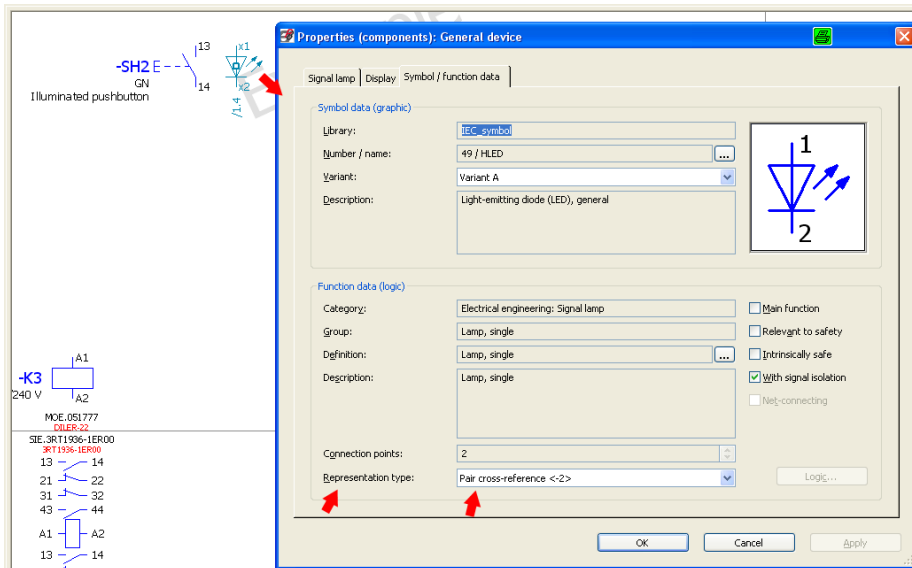 13
-SH2 E
GN
Illuminated pushbutton
14
x1
x2
/1.4
-K3
A1
A2
MOE.051777
DILER-22
SIE.3RT1936-1ER00
3RT1936-1ER00
13 14
21 22
31 32
43 44
A1 A2
13 14
Properties (components): General device
Signal lamp Display Symbol / function data
Symbol data (graphic)
Library: IEC_symbol
Number / name: 49 / HLED ...
Variant: Variant A
Description: Light-emitting diode (LED), general
1
2
Function data (logic)
Category: Electrical engineering: Signal lamp Main function
Group: Lamp, single Relevant to safety
Definition: Lamp, single ... Intrinsically safe
Description: Lamp, single With signal isolation
Net-connecting
Connection points: 2
Representation type: Pair cross-reference <-2> Logic...
OK Cancel Apply